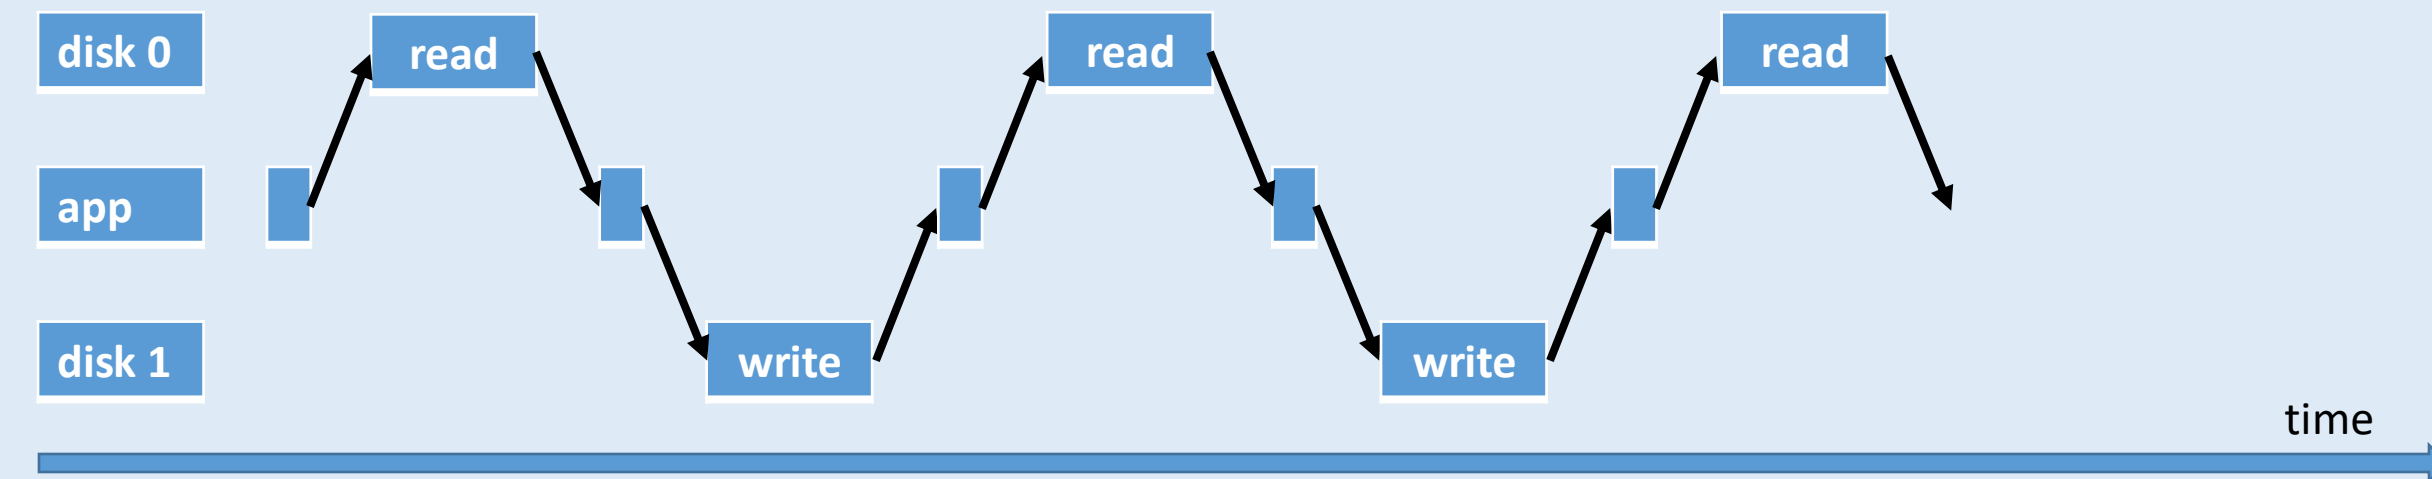 disk 0
read
read
read
app
disk 1
write
write
time